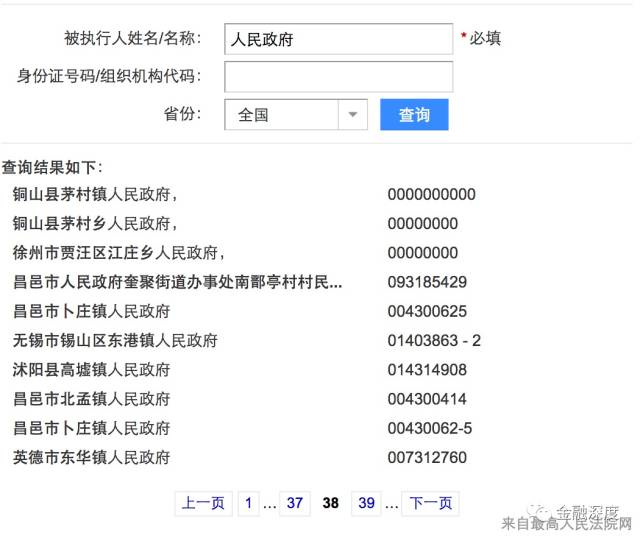 被执行人姓名/名称： 人民政府 *必填
身份证号码/组织机构代码：
省份： 全国 查询
查询结果如下：
铜山县茅村镇人民政府， 0000000000
铜山县茅村乡人民政府， 00000000
徐州市贾汪区江庄乡人民政府， 00000000
昌邑市人民政府奎聚街道办事处南鄑亭村村民... 093185429
昌邑市卜庄镇人民政府 004300625
无锡市锡山区东港镇人民政府 01403863 - 2
沭阳县高墟镇人民政府 014314908
昌邑市北孟镇人民政府 004300414
昌邑市卜庄镇人民政府 00430062-5
英德市东华镇人民政府 007312760
上一页 1 ... 37 38 39 ... 下一页
金融深度
来自最高人民法院网